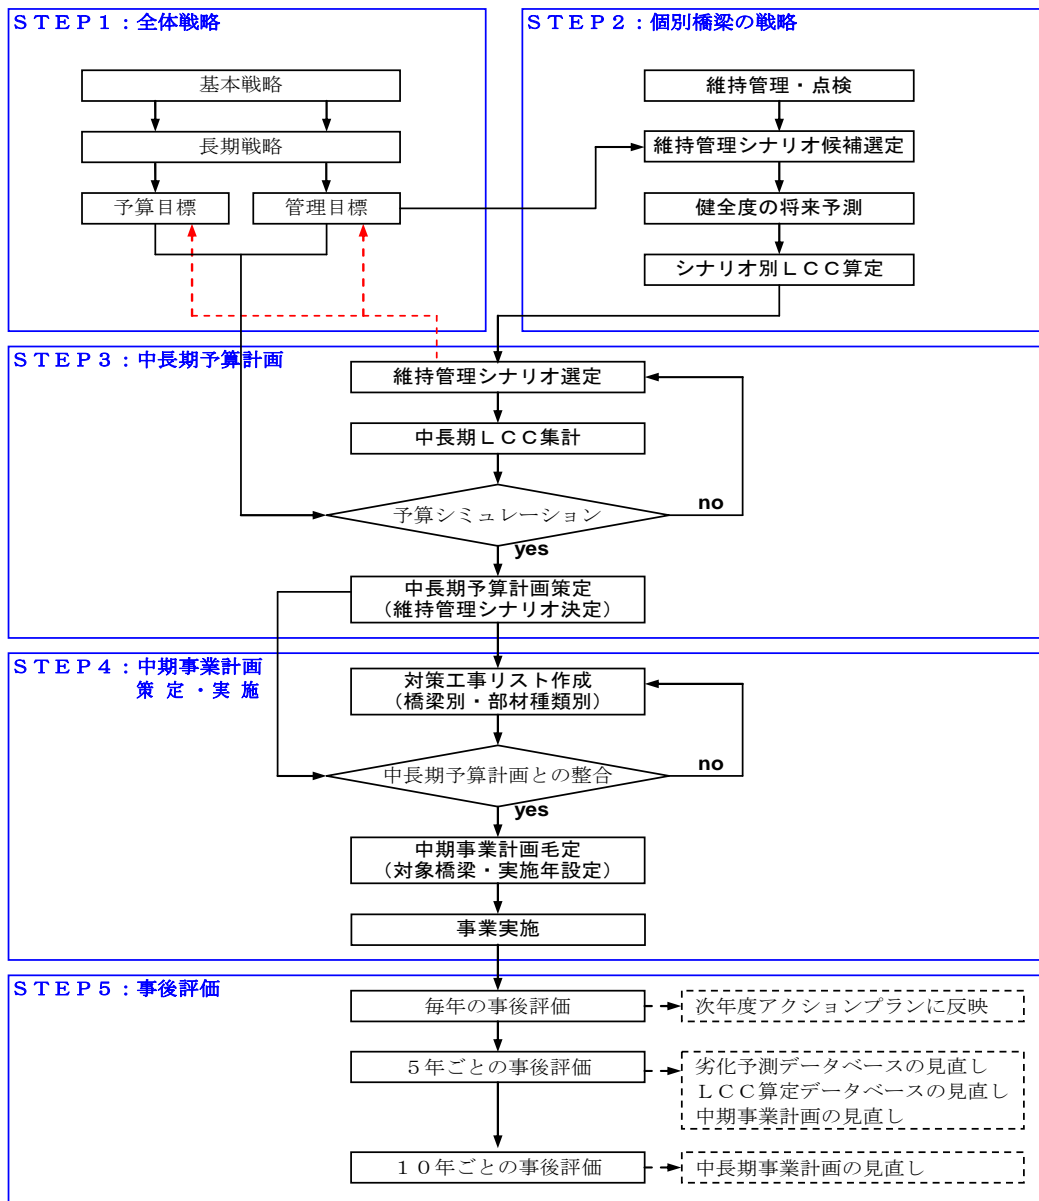 ＳＴＥＰ１：全体戦略
基本戦略
長期戦略
予算目標
管理目標
ＳＴＥＰ２：個別橋梁の戦略
維持管理・点検
維持管理シナリオ候補選定
健全度の将来予測
シナリオ別ＬＣＣ算定
ＳＴＥＰ３：中長期予算計画
維持管理シナリオ選定
中長期ＬＣＣ集計
予算シミュレーション
no
yes
中長期予算計画策定
（維持管理シナリオ決定）
ＳＴＥＰ４：中期事業計画
策 定 ・ 実 施
対策工事リスト作成
（橋梁別・部材種類別）
中長期予算計画との整合
no
yes
中期事業計画毛定
（対象橋梁・実施年設定）
事業実施
ＳＴＥＰ５：事後評価
毎年の事後評価
次年度アクションプランに反映
５年ごとの事後評価
劣化予測データベースの見直し
ＬＣＣ算定データベースの見直し
中期事業計画の見直し
１０年ごとの事後評価
中長期事業計画の見直し